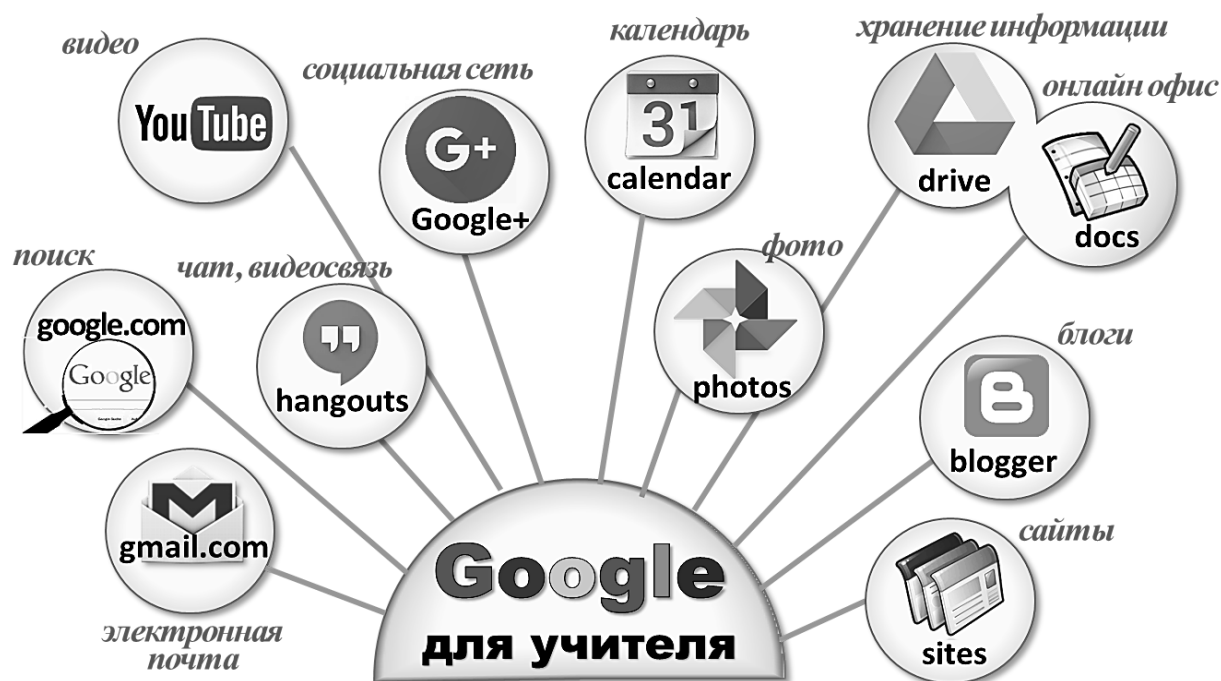 видео
YouTube
социальная сеть
G+
Google+
календарь
31
calendar
хранение информации
drive
онлайн офис
docs
поиск
google.com
Google
чат, видеосвязь
hangouts
фото
photos
блоги
B
blogger
gmail.com
электронная
почта
сайты
sites
Google
для учителя